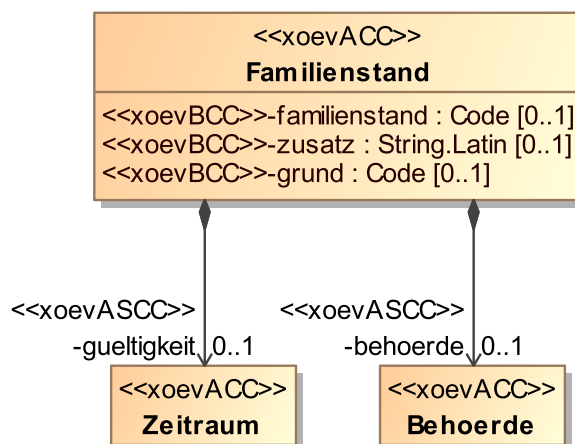 <<xoevACC>>
Familienstand
<<xoevBCC>>-familienstand : Code [0..1]
<<xoevBCC>>-zusatz : String.Latin [0..1]
<<xoevBCC>>-grund : Code [0..1]
<<xoevASCC>>
-gueltigkeit 0..1
<<xoevASCC>>
-behoerde 0..1
<<xoevACC>>
Zeitraum
<<xoevACC>>
Behoerde